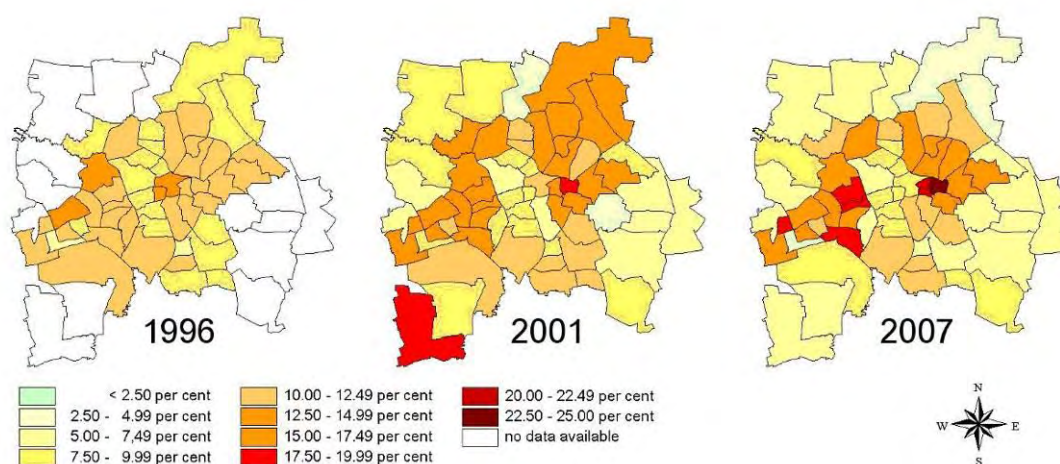 1996
2001
2007
< 2.50 per cent
2.50 - 4.99 per cent
5.00 - 7,49 per cent
7.50 - 9.99 per cent
10.00 - 12.49 per cent
12.50 - 14.99 per cent
15.00 - 17.49 per cent
17.50 - 19.99 per cent
20.00 - 22.49 per cent
22.50 - 25.00 per cent
no data available
N
W E
S